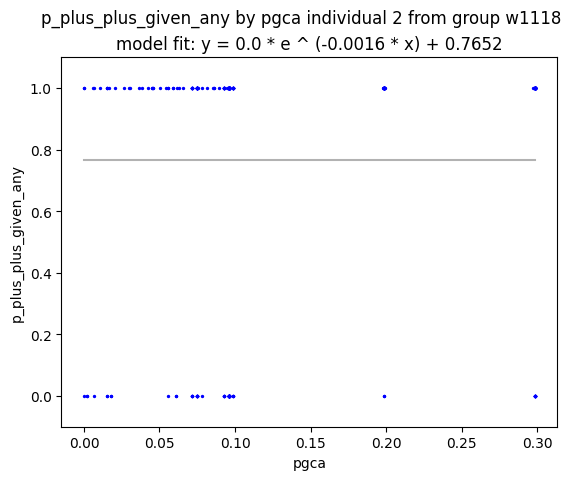 p_plus_plus_given_any by pgca individual 2 from group w1118
model fit: y = 0.0 * e ^ (-0.0016 * x) + 0.7652
1.0
0.8
0.6
0.4
0.2
0.0
p_plus_plus_given_any
0.00 0.05 0.10 0.15 0.20 0.25 0.30
pgca